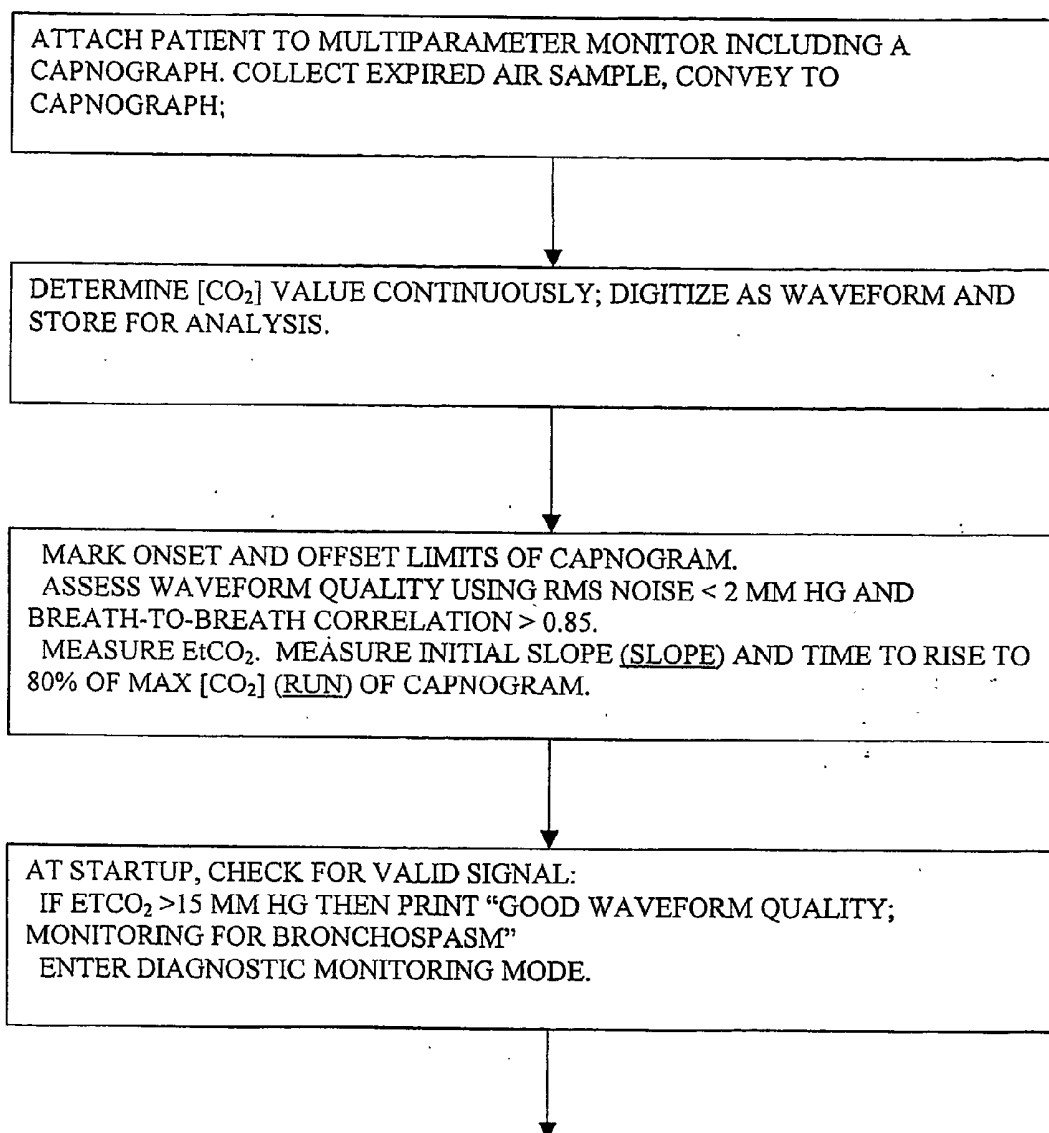 ATTACH PATIENT TO MULTIPARAMETER MONITOR INCLUDING A
CAPNOGRAPH. COLLECT EXPIRED AIR SAMPLE, CONVEY TO
CAPNOGRAPH;
DETERMINE [CO₂] VALUE CONTINUOUSLY; DIGITIZE AS WAVEFORM AND
STORE FOR ANALYSIS.
MARK ONSET AND OFFSET LIMITS OF CAPNOGRAM.
ASSESS WAVEFORM QUALITY USING RMS NOISE < 2 MM HG AND
BREATH-TO-BREATH CORRELATION > 0.85.
MEASURE EtCO₂. MEASURE INITIAL SLOPE (SLOPE) AND TIME TO RISE TO
80% OF MAX [CO₂] (RUN) OF CAPNOGRAM.
AT STARTUP, CHECK FOR VALID SIGNAL:
IF ETCO₂ >15 MM HG THEN PRINT “GOOD WAVEFORM QUALITY;
MONITORING FOR BRONCHOSPASM”
ENTER DIAGNOSTIC MONITORING MODE.